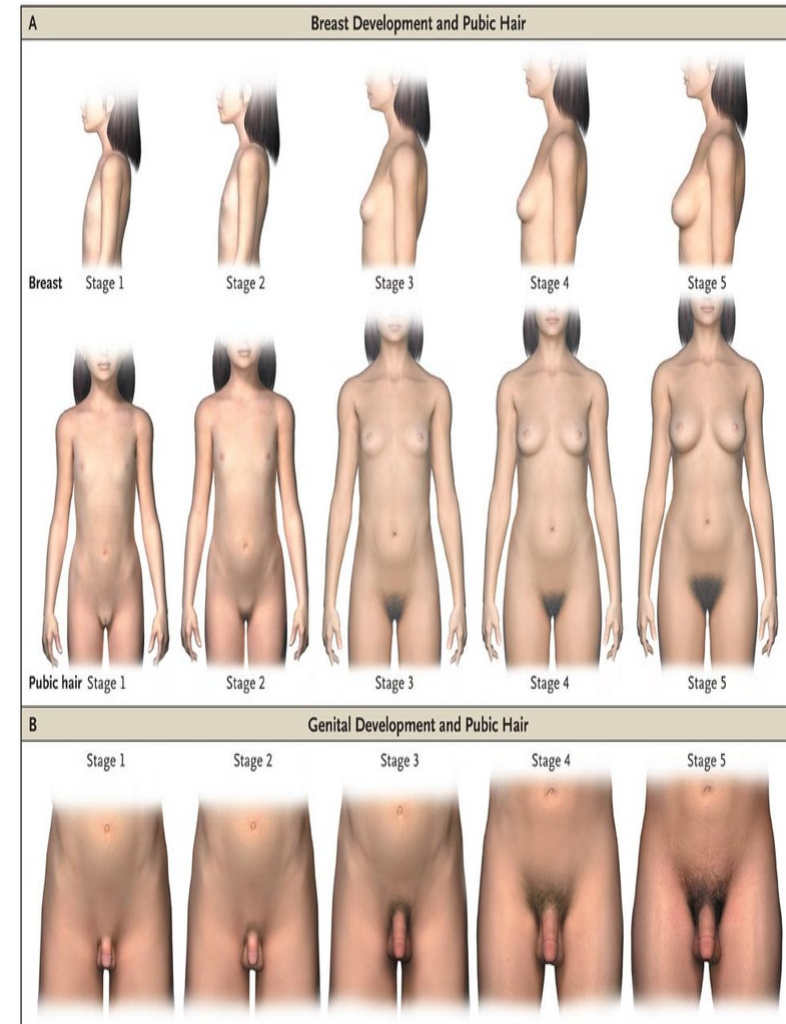 A Breast Development and Pubic Hair
Breast Stage 1 Stage 2 Stage 3 Stage 4 Stage 5
Pubic hair Stage 1 Stage 2 Stage 3 Stage 4 Stage 5
B Genital Development and Pubic Hair
Stage 1 Stage 2 Stage 3 Stage 4 Stage 5